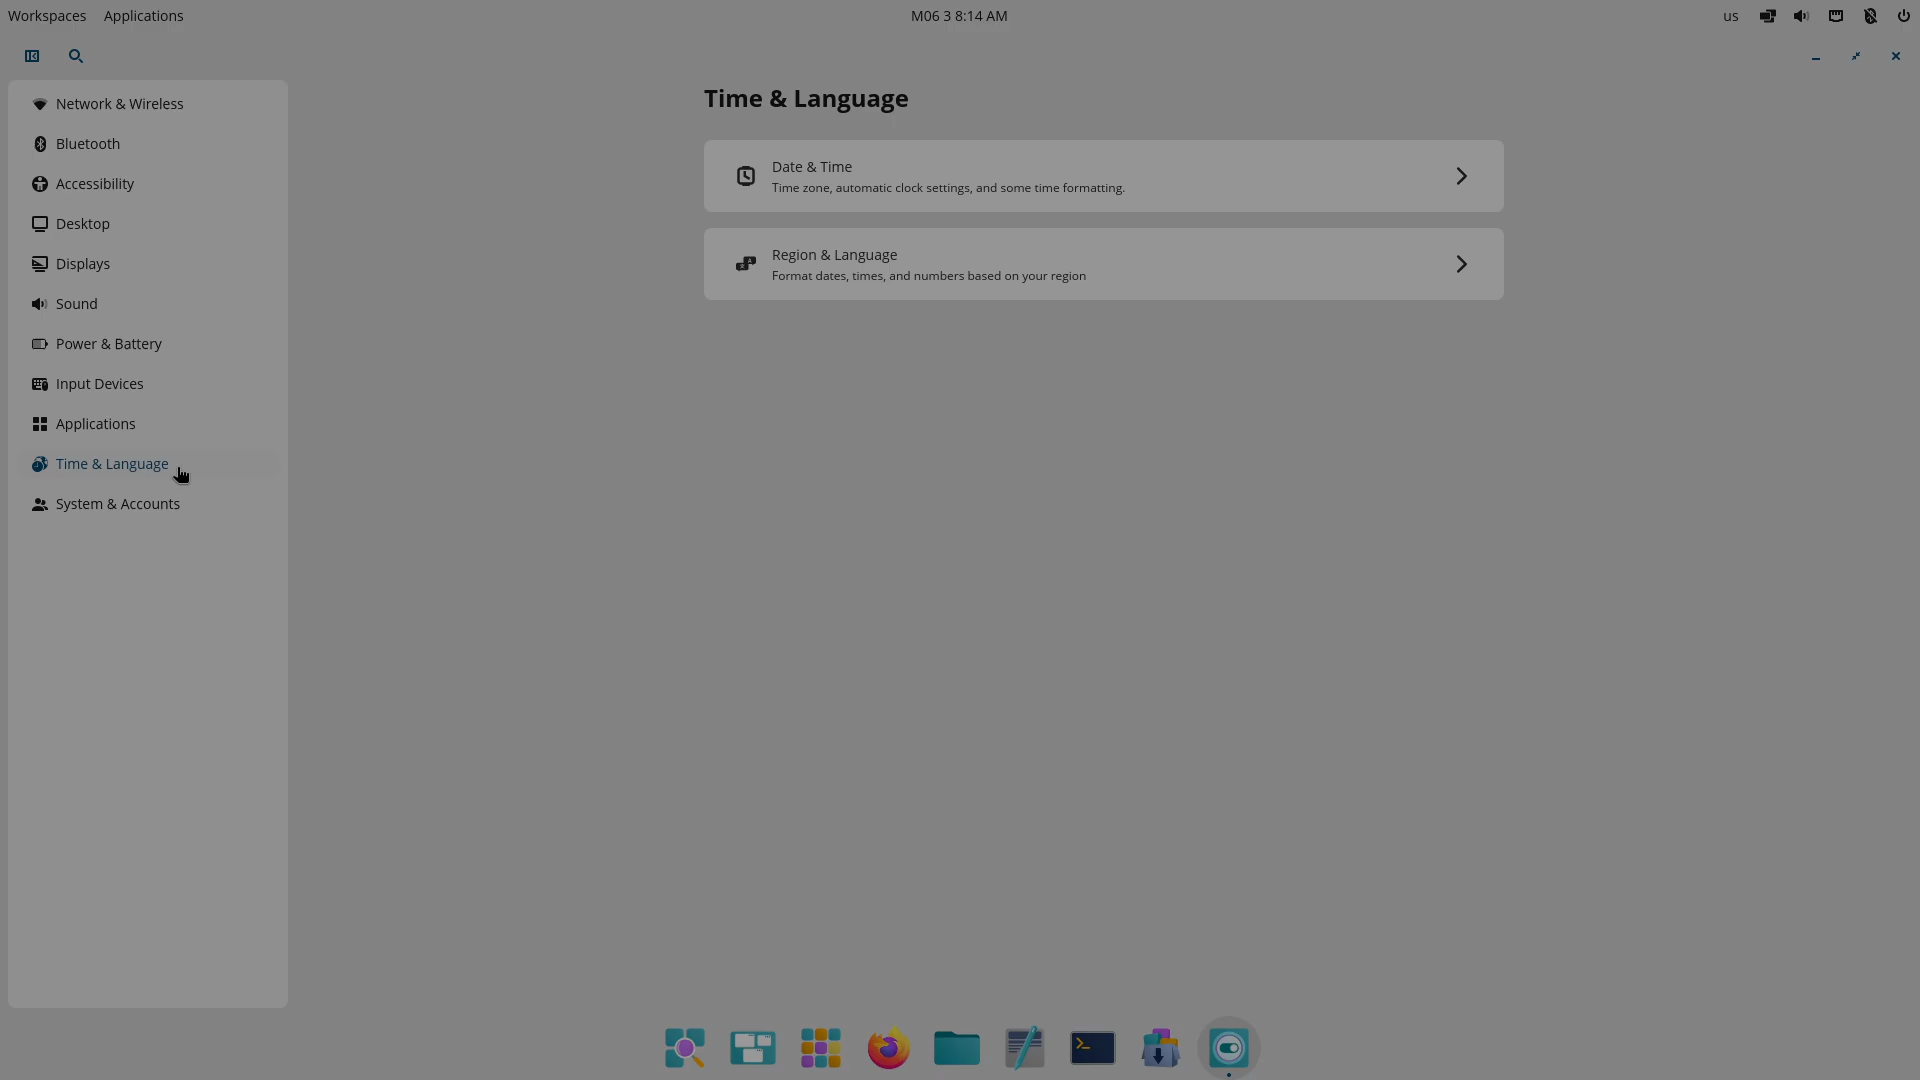 Workspaces Applications M06 3 8:14 AM us
Network & Wireless
Bluetooth
Accessibility
Desktop
Displays
Sound
Power & Battery
Input Devices
Applications
Time & Language
System & Accounts
Time & Language
Date & Time
Time zone, automatic clock settings, and some time formatting.
Region & Language
Format dates, times, and numbers based on your region